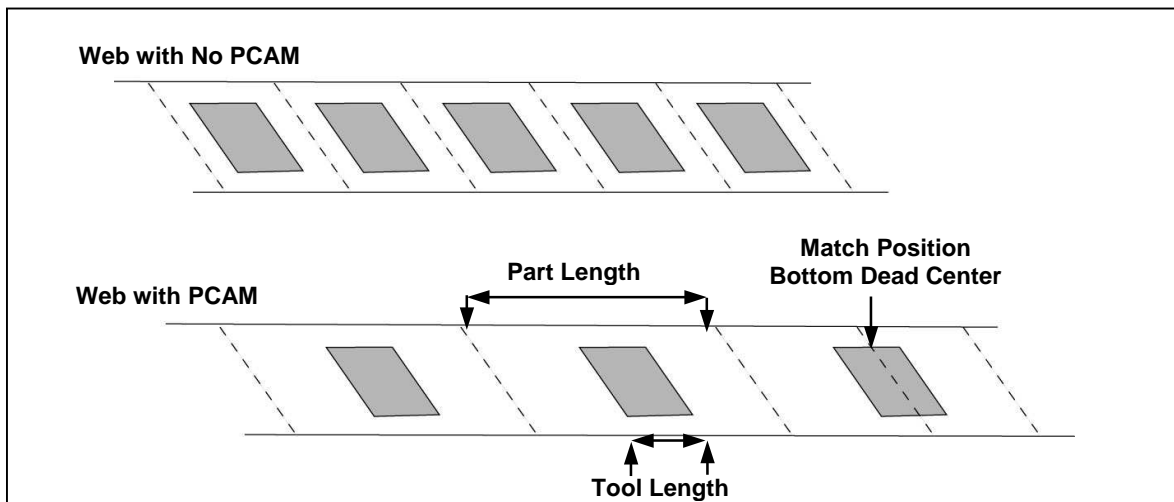 Web with No PCAM
Match Position
Bottom Dead Center
Part Length
Web with PCAM
Tool Length